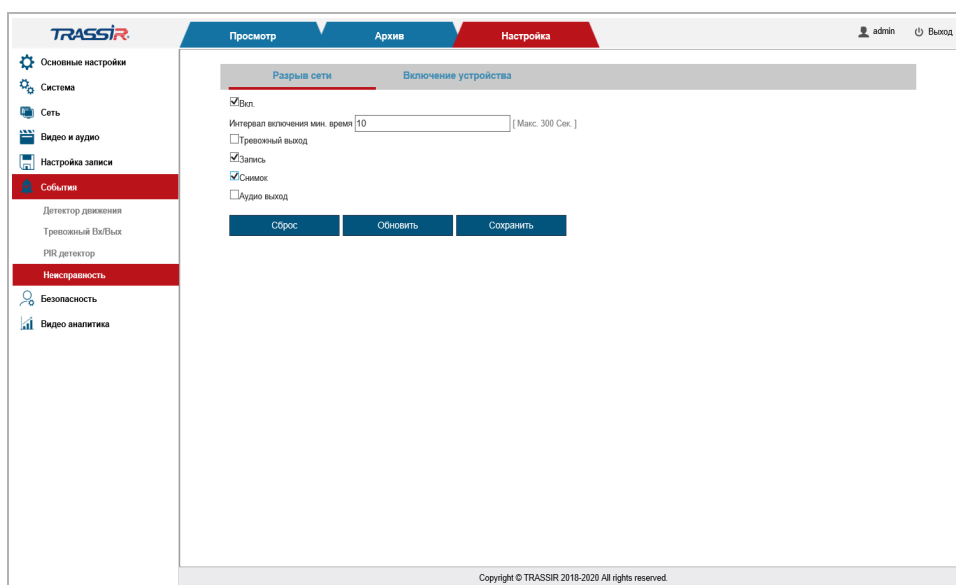 TRASSIR
Просмотр
Архив
Настройка
admin
Выход
Основные настройки
Система
Сеть
Видео и аудио
Настройка записи
События
Детектор движения
Тревожный Вх/Вых
PIR детектор
Неисправность
Безопасность
Видео аналитика
Разрыв сети
Включение устройства
Вкл.
Интервал включения мин. время 10 [ Макс. 300 Сек. ]
Тревожный выход
Запись
Снимок
Аудио выход
Сброс
Обновить
Сохранить
Copyright © TRASSIR 2018-2020 All rights reserved.